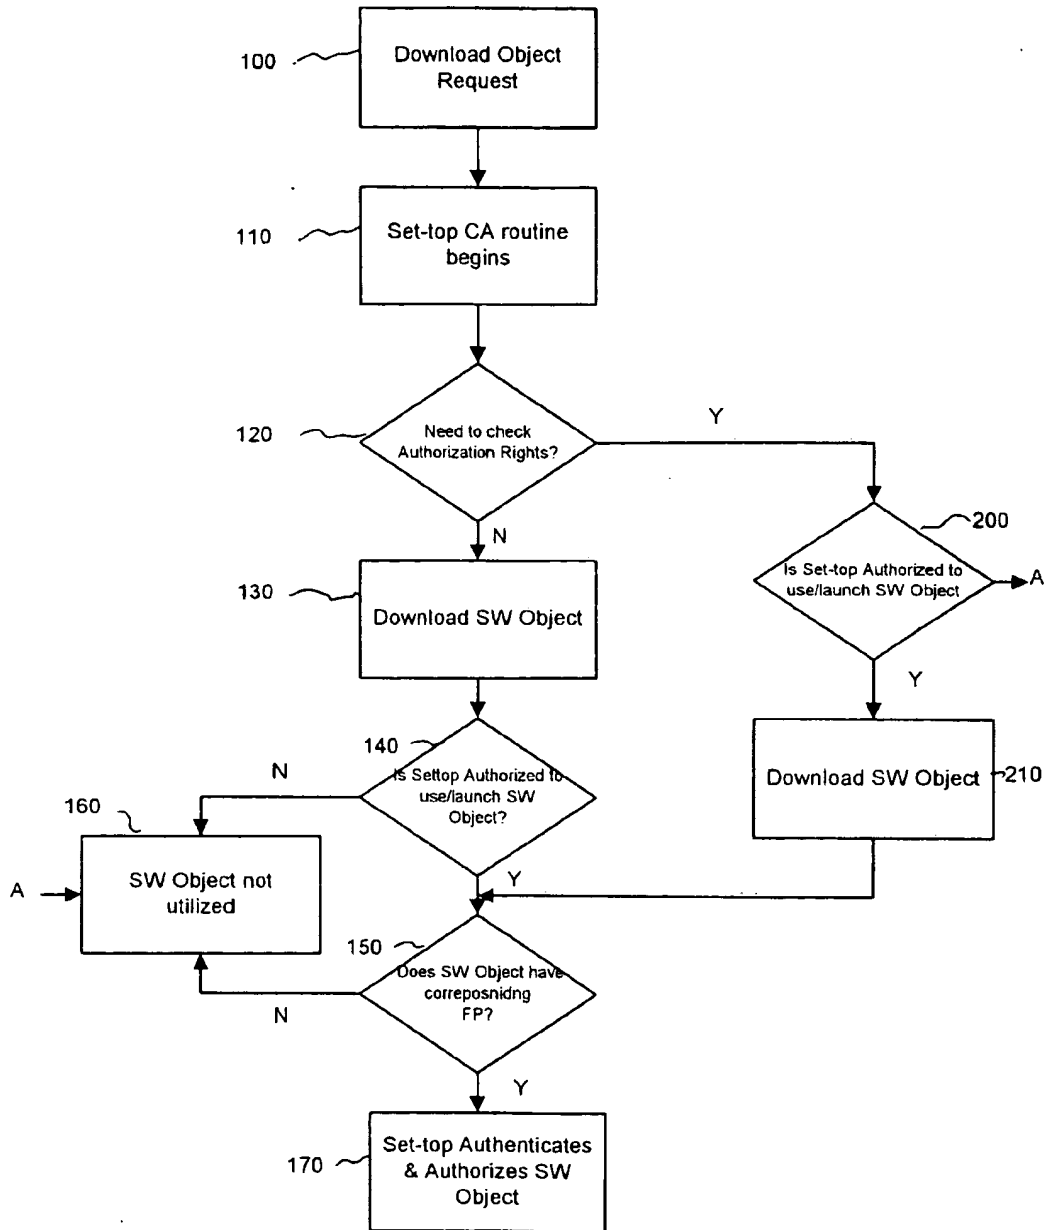 100
Download Object
Request
110
Set-top CA routine
begins
120
Need to check
Authorization Rights?
Y
N
200
Is Set-top Authorized to
use/launch SW Object
A
130
Download SW Object
Y
140
Is Settop Authorized to
use/launch SW
Object?
N
Download SW Object
210
160
SW Object not
utilized
A
Y
150
Does SW Object have
correposnidng
FP?
N
Y
170
Set-top Authenticates
& Authorizes SW
Object